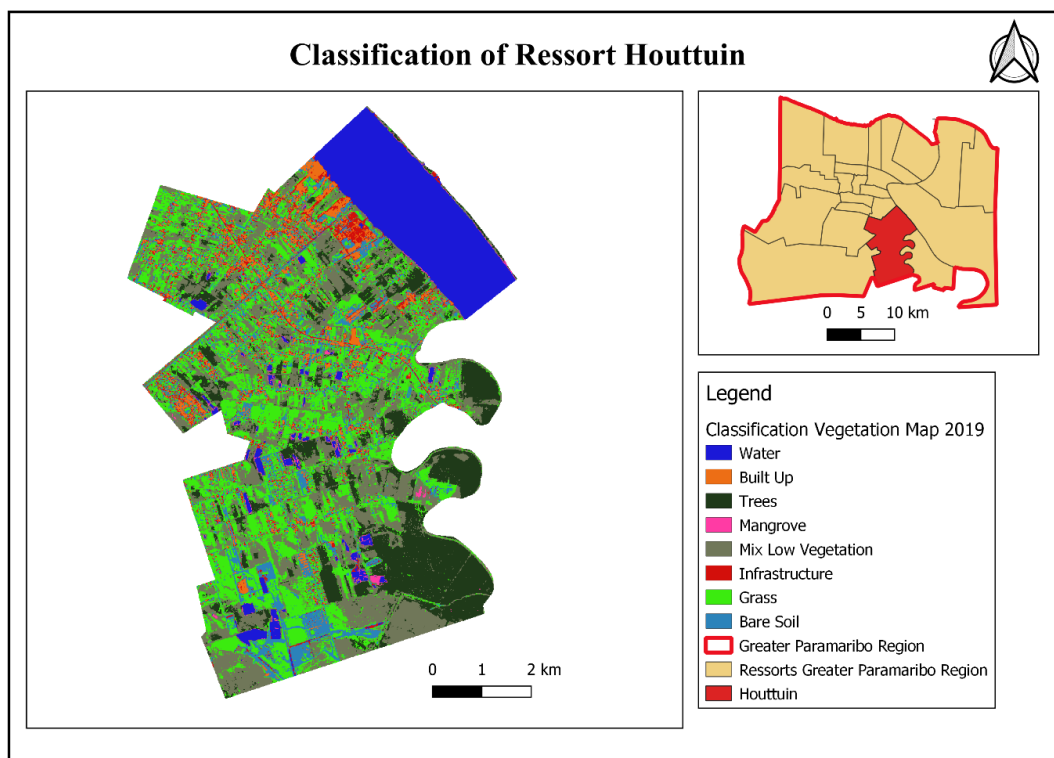 Classification of Ressort Houttuin
0 1 2 km
0 5 10 km
Legend
Classification Vegetation Map 2019
Water
Built Up
Trees
Mangrove
Mix Low Vegetation
Infrastructure
Grass
Bare Soil
Greater Paramaribo Region
Ressorts Greater Paramaribo Region
Houttuin